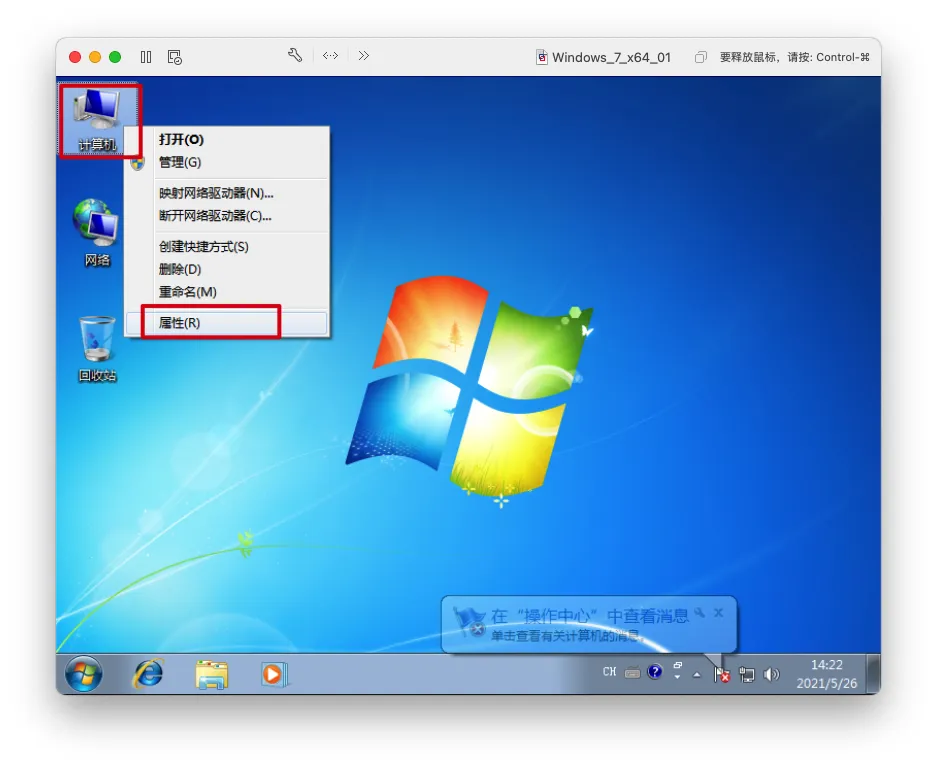 Windows_7_x64_01
要释放鼠标，请按: Control-⌘
计算机
打开(O)
管理(G)
映射网络驱动器(N)...
断开网络驱动器(C)...
创建快捷方式(S)
删除(D)
重命名(M)
属性(R)
网络
回收站
在“操作中心”中查看消息
单击查看有关计算机的消息。
CH
14:22
2021/5/26